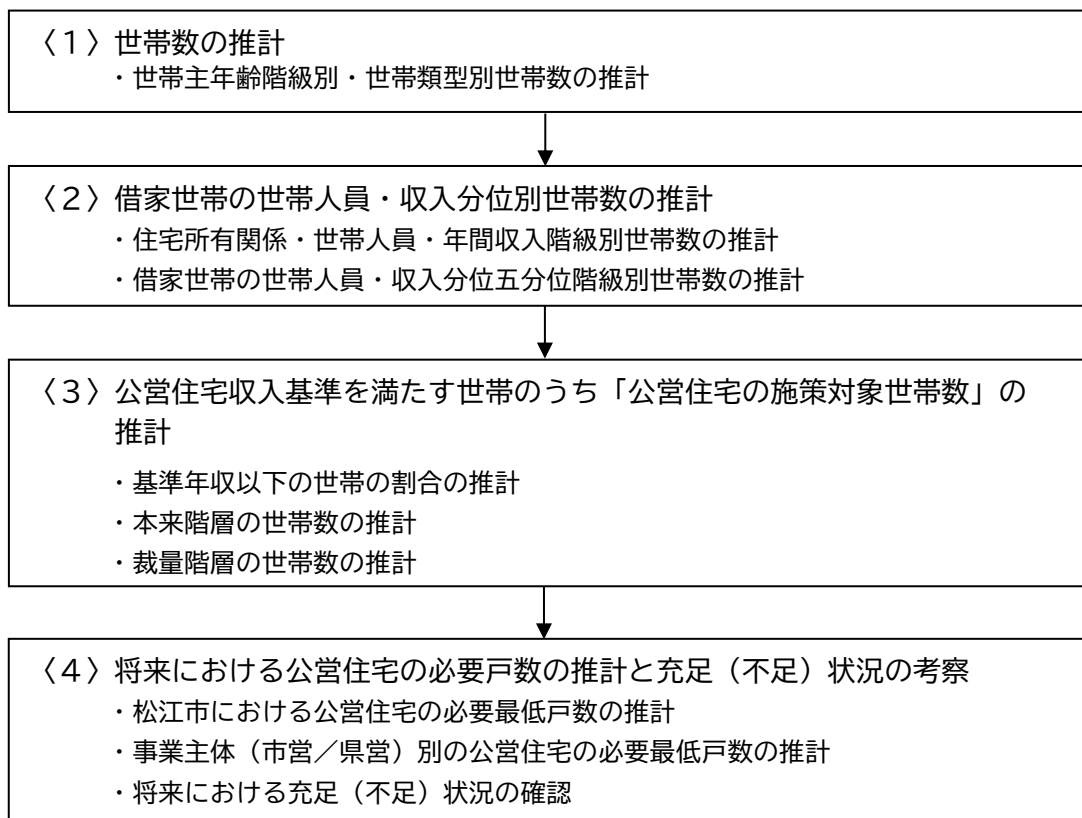 〈1〉世帯数の推計
・世帯主年齢階級別・世帯類型別世帯数の推計
〈2〉借家世帯の世帯人員・収入分位別世帯数の推計
・住宅所有関係・世帯人員・年間収入階級別世帯数の推計
・借家世帯の世帯人員・収入分位五分位階級別世帯数の推計
〈3〉公営住宅収入基準を満たす世帯のうち「公営住宅の施策対象世帯数」の
推計
・基準年収以下の世帯の割合の推計
・本来階層の世帯数の推計
・裁量階層の世帯数の推計
〈4〉将来における公営住宅の必要戸数の推計と充足（不足）状況の考察
・松江市における公営住宅の必要最低戸数の推計
・事業主体（市営／県営）別の公営住宅の必要最低戸数の推計
・将来における充足（不足）状況の確認